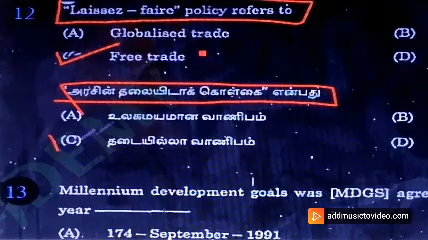 12 "Laissez – faire" policy refers to
(A) Globalised trade (B)
Free trade (D)
"அரசின் தலையிடாக் கொள்கை" என்பது
(A) உலகமயமான வாணிபம் (B)
(C) தடையில்லா வாணிபம் (D)
13 Millennium development goals was [MDGS] agre
year
(A). 174 – September – 1991
addmusictovideo.com